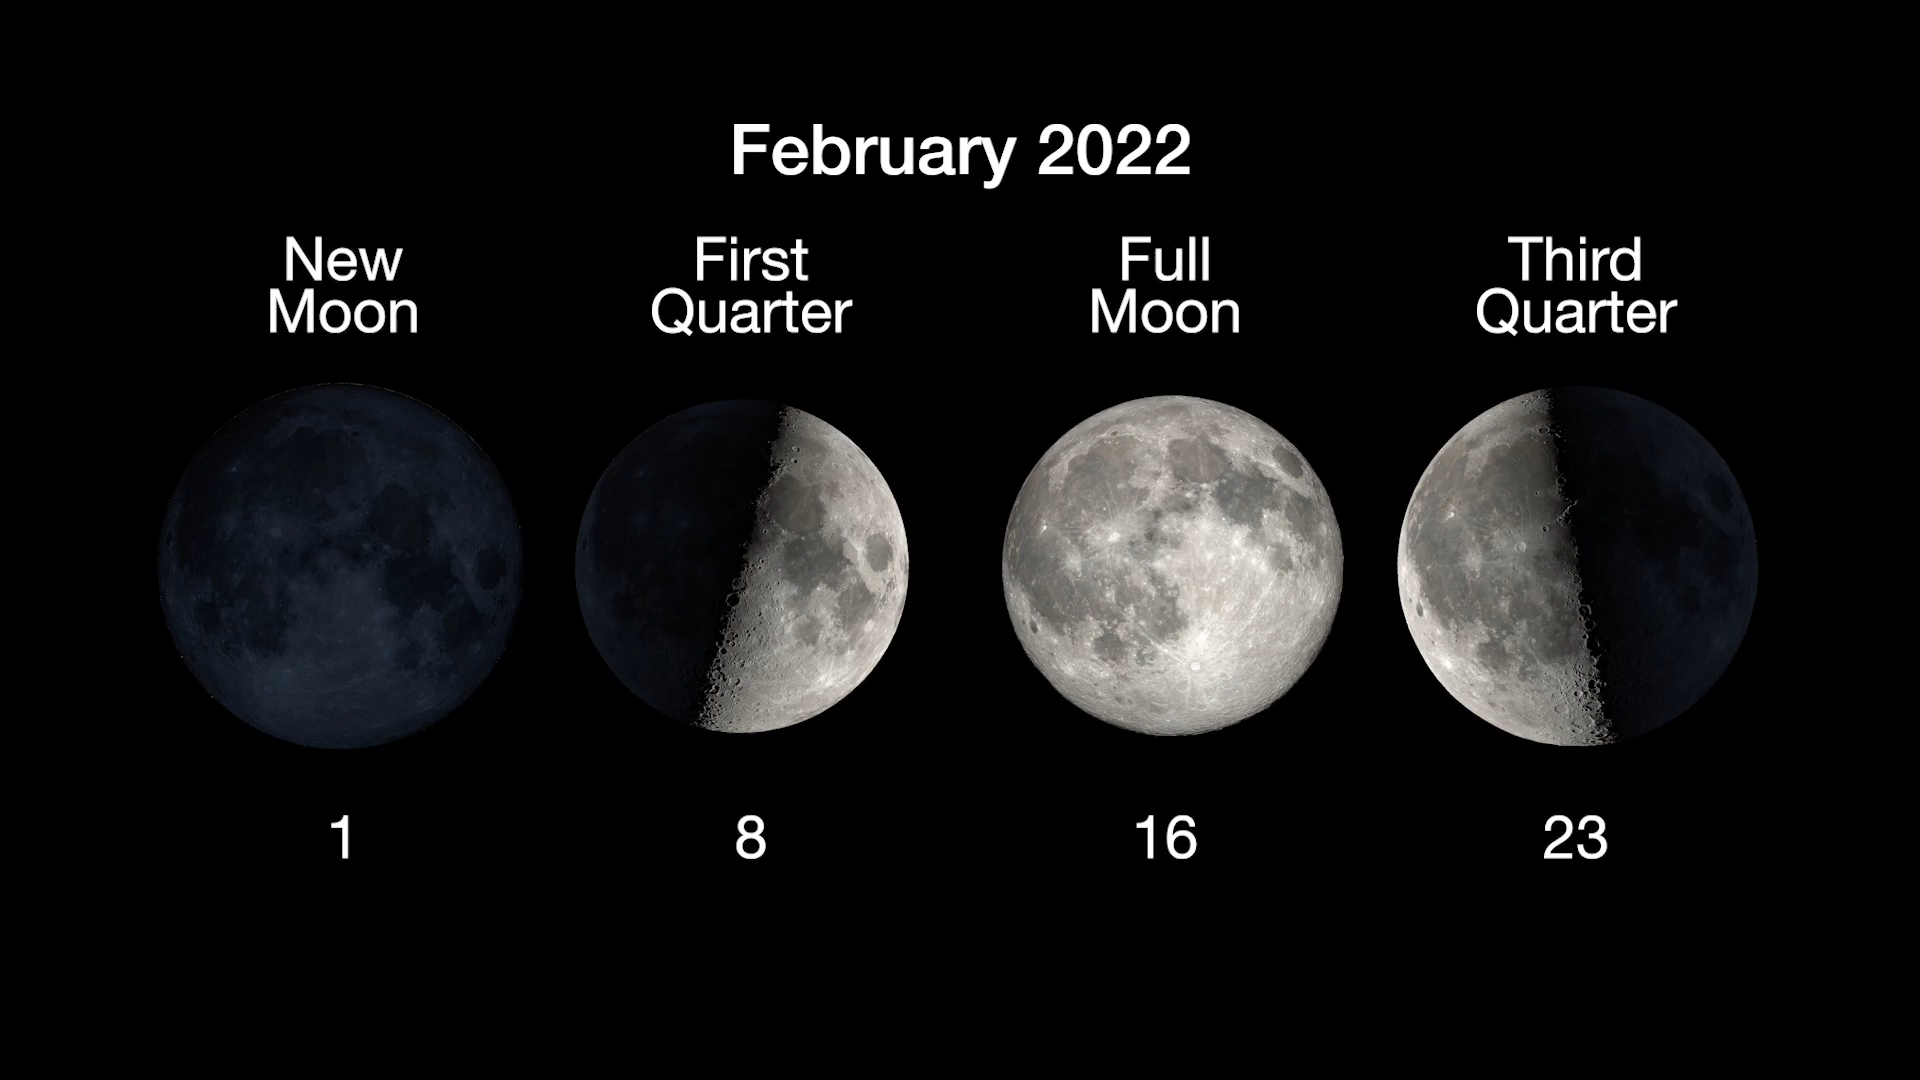 February 2022
New
Moon
First
Quarter
Full
Moon
Third
Quarter
1
8
16
23